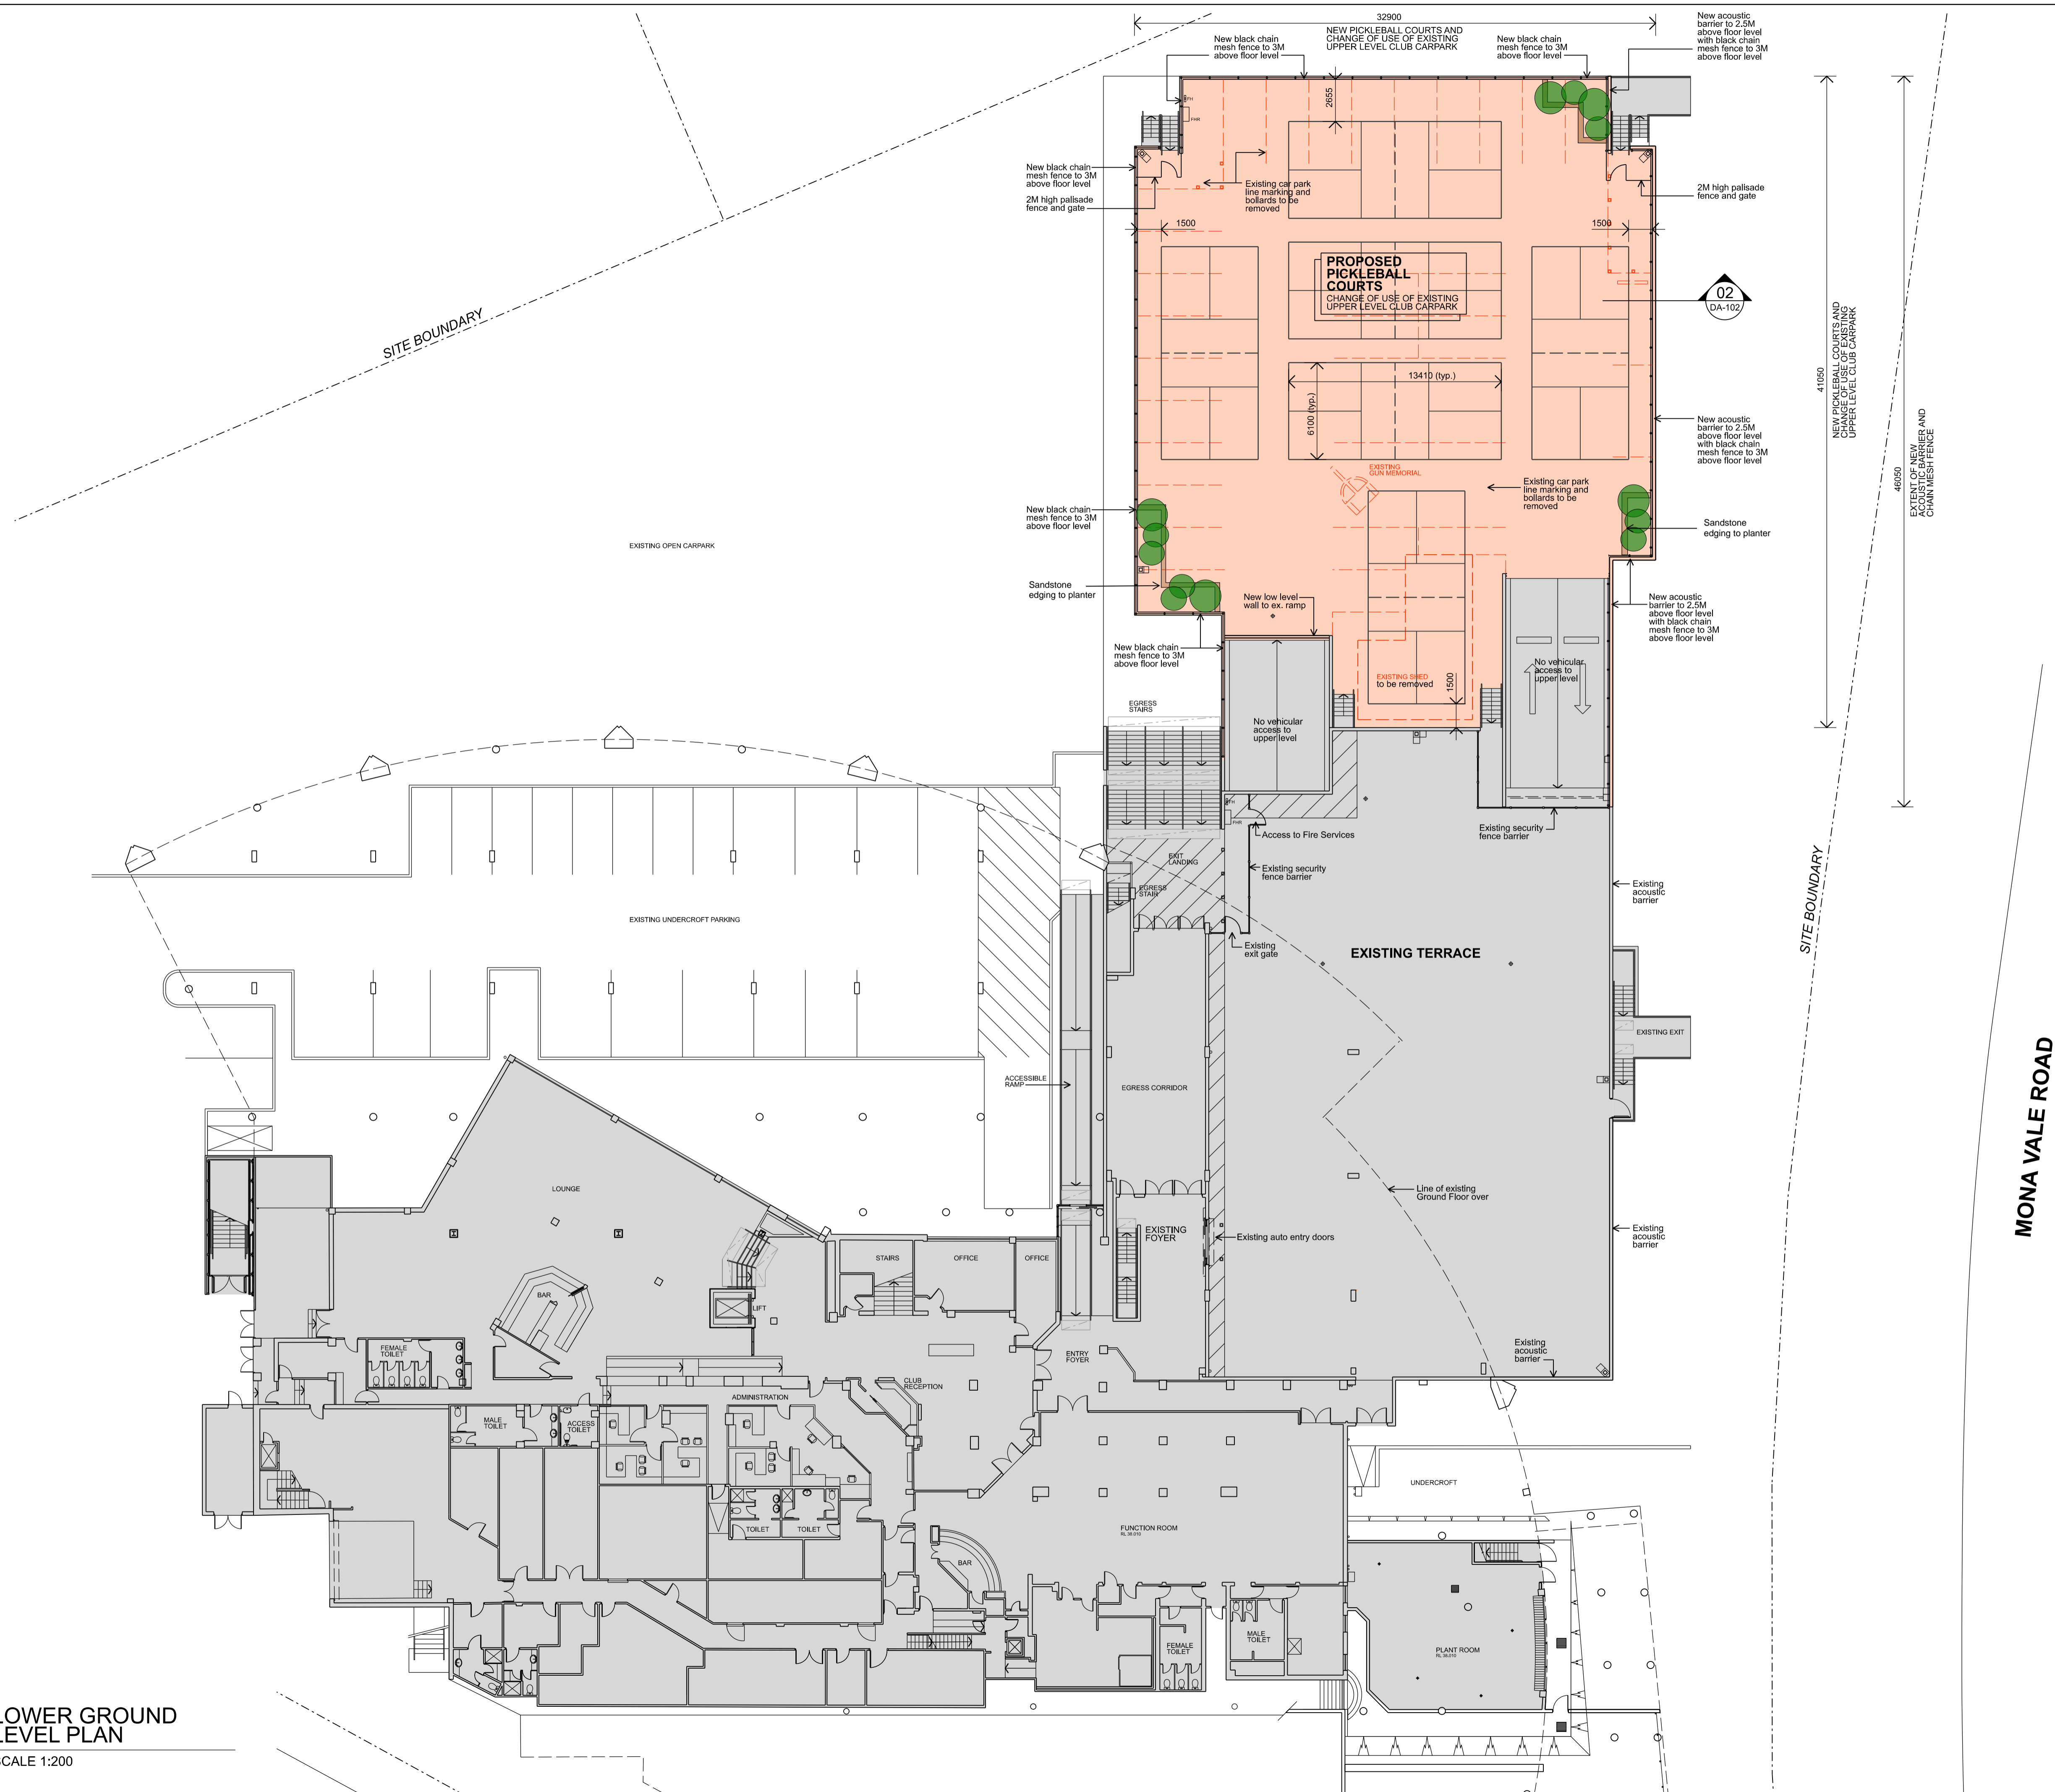 32900
NEW PICKLEBALL COURTS AND
CHANGE OF USE OF EXISTING
UPPER LEVEL CLUB CARPARK
New black chain
mesh fence to 3M
above floor level
New black chain
mesh fence to 3M
above floor level
New acoustic
barrier to 2.5M
above floor level
with black chain
mesh fence to 3M
above floor level
FH
FHR
2655
New black chain
mesh fence to 3M
above floor level
2M high palisade
fence and gate
Existing car park
line marking and
bollards to be
removed
2M high palisade
fence and gate
1500
1500
PROPOSED
PICKLEBALL
COURTS
CHANGE OF USE OF EXISTING
UPPER LEVEL CLUB CARPARK
02
DA-102
SITE BOUNDARY
41050
NEW PICKLEBALL COURTS AND
CHANGE OF USE OF EXISTING
UPPER LEVEL CLUB CARPARK
46050
EXTENT OF NEW
ACOUSTIC BARRIER AND
CHAIN MESH FENCE
13410 (typ.)
6100 (typ.)
New acoustic
barrier to 2.5M
above floor level
with black chain
mesh fence to 3M
above floor level
EXISTING
GUN MEMORIAL
Existing car park
line marking and
bollards to be
removed
New black chain
mesh fence to 3M
above floor level
Sandstone
edging to planter
EXISTING OPEN CARPARK
Sandstone
edging to planter
New low level
wall to ex. ramp
New acoustic
barrier to 2.5M
above floor level
with black chain
mesh fence to 3M
above floor level
New black chain
mesh fence to 3M
above floor level
EXISTING SHED
to be removed
1500
No vehicular
access to
upper level
EGRESS
STAIRS
No vehicular
access to
upper level
FH
FHR
Access to Fire Services
Existing security
fence barrier
EXIT
LANDING
Existing security
fence barrier
EGRESS
STAIR
Existing
acoustic
barrier
EXISTING UNDERCROFT PARKING
Existing
exit gate
EXISTING TERRACE
SITE BOUNDARY
EXISTING EXIT
MONA VALE ROAD
ACCESSIBLE
RAMP
EGRESS CORRIDOR
LOUNGE
Line of existing
Ground Floor over
EXISTING
FOYER
Existing auto entry doors
Existing
acoustic
barrier
STAIRS
OFFICE
OFFICE
BAR
LIFT
FEMALE
TOILET
ENTRY
FOYER
Existing
acoustic
barrier
CLUB
RECEPTION
ADMINISTRATION
MALE
TOILET
ACCESS
TOILET
UNDERCROFT
TOILET
TOILET
FUNCTION ROOM
RL 38.010
BAR
MALE
TOILET
FEMALE
TOILET
PLANT ROOM
RL 38.010
LOWER GROUND
LEVEL PLAN
SCALE 1:200